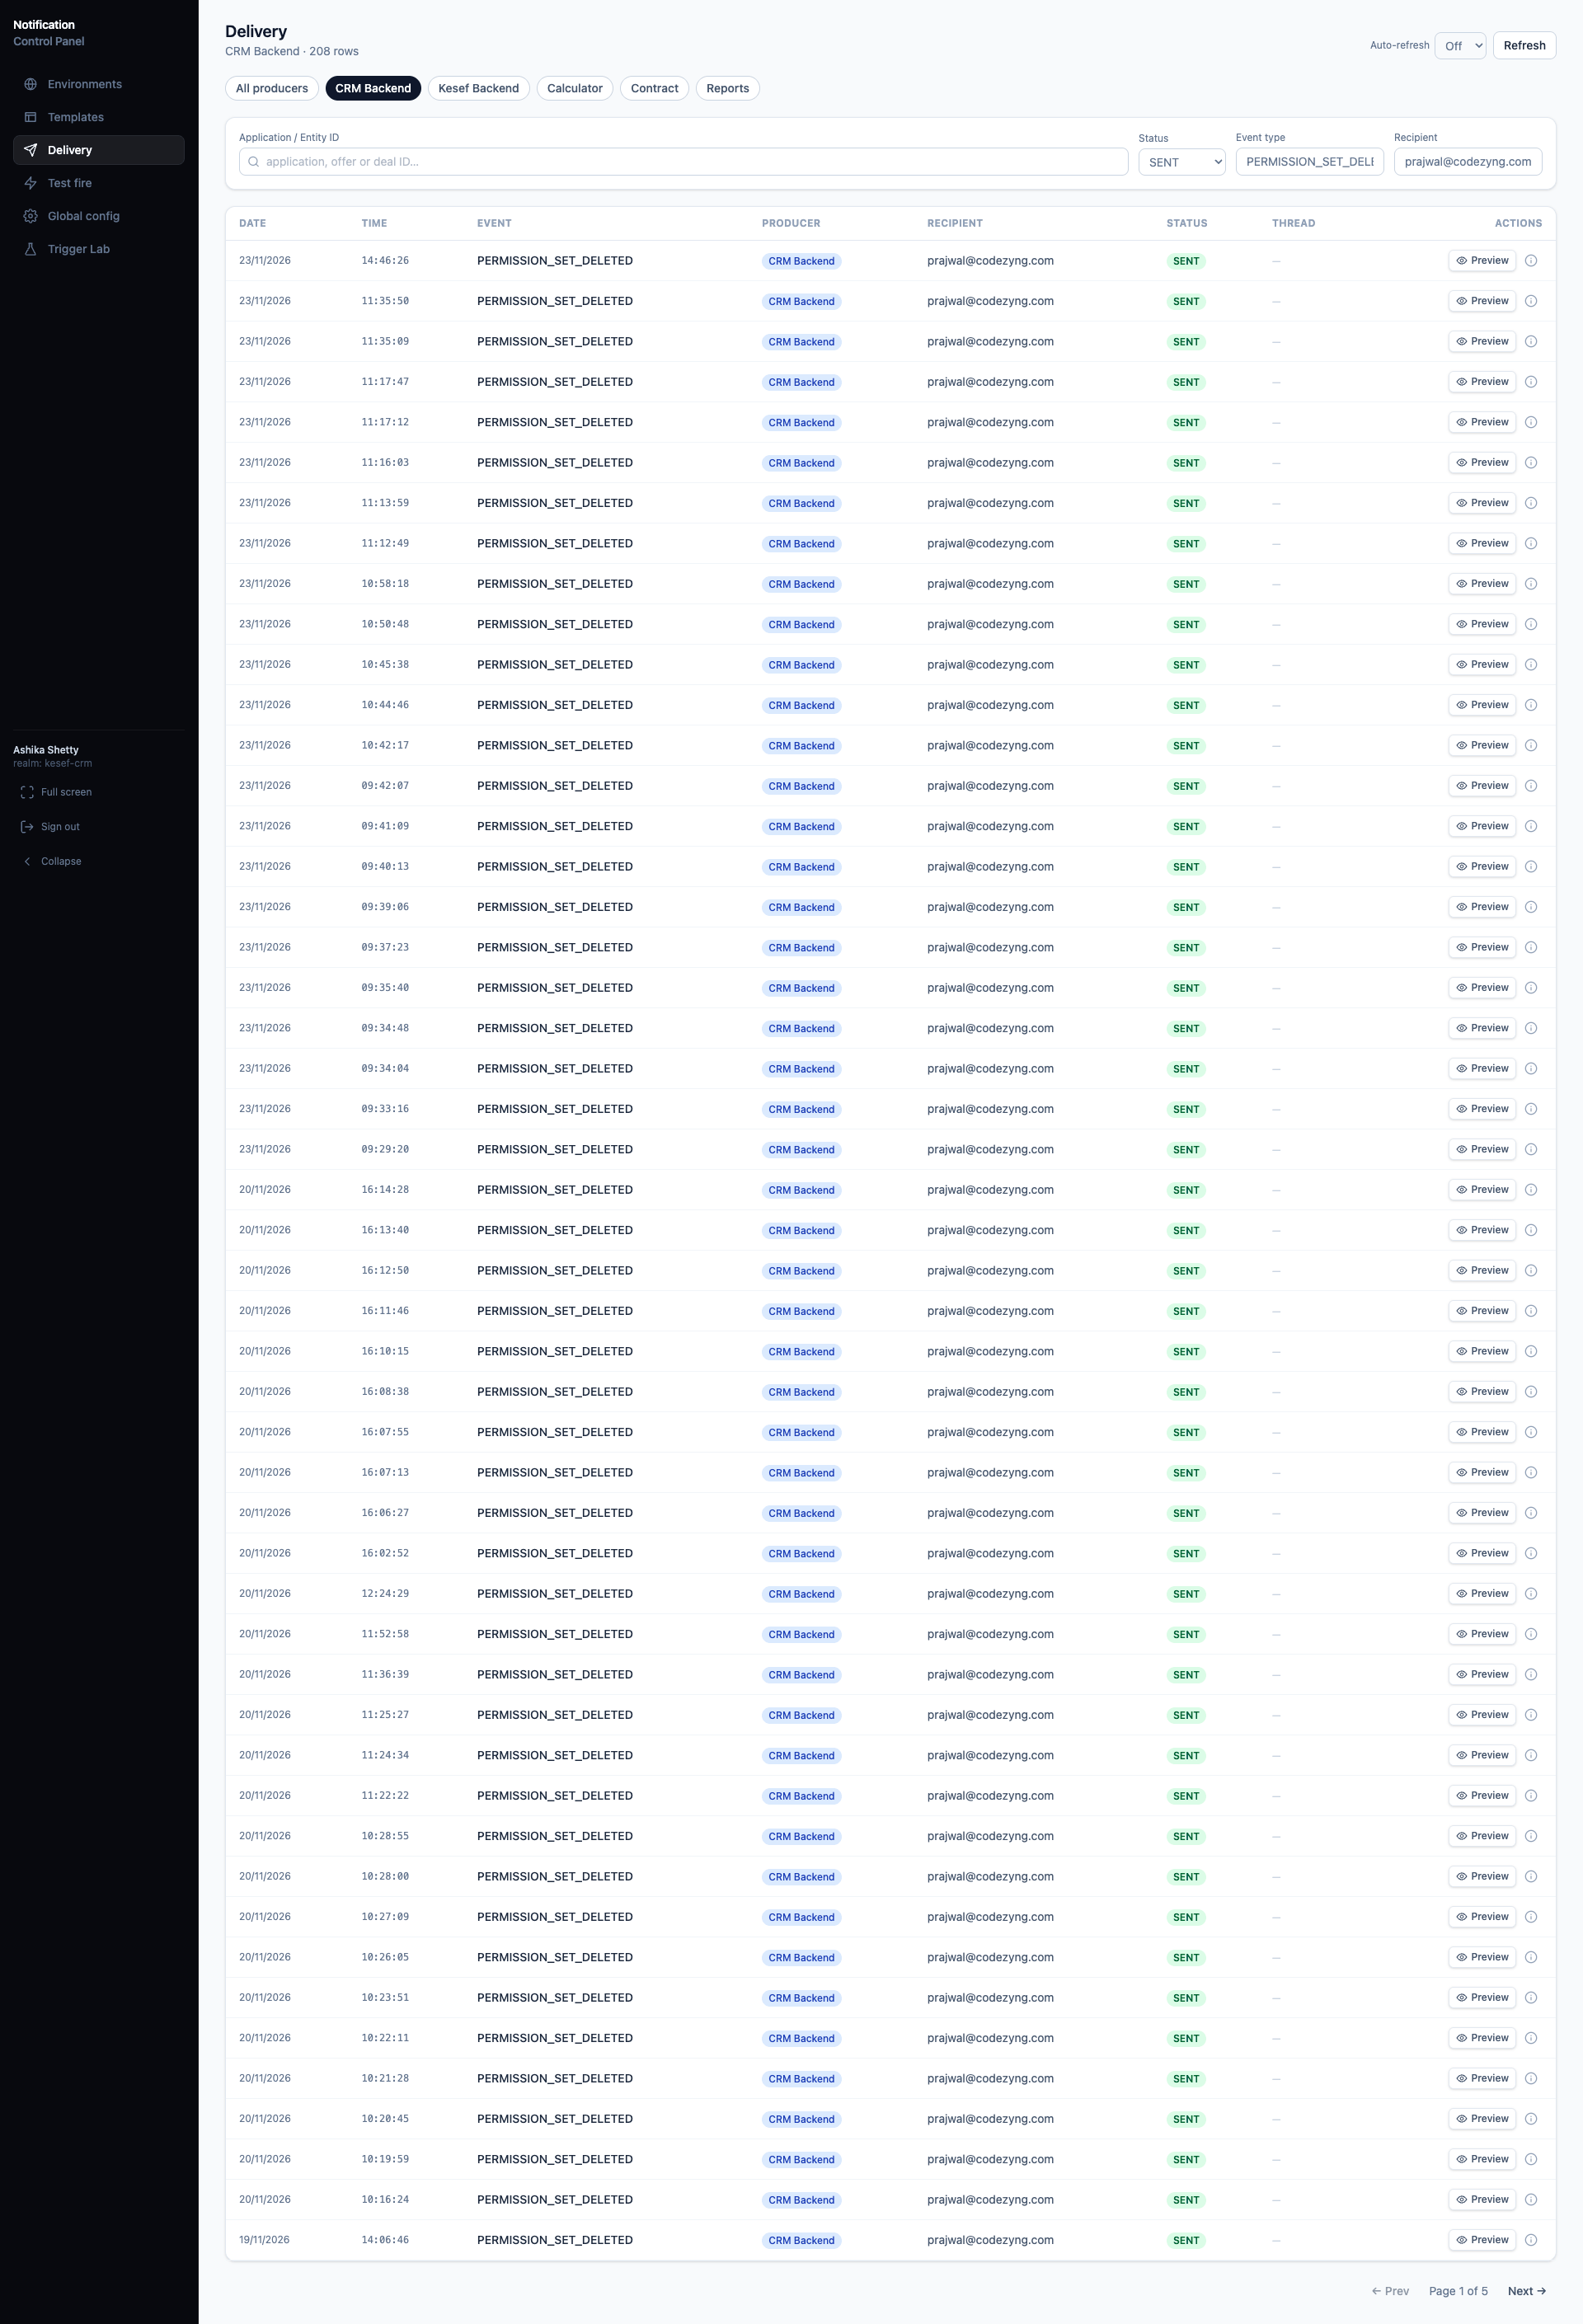 Notification
Control Panel
Environments
Templates
Delivery
Test fire
Global config
Trigger Lab
Ashika Shetty
realm: kesef-crm
Full screen
Sign out
Collapse
Delivery
CRM Backend · 208 rows
Auto-refresh Off Refresh
All producers CRM Backend Kesef Backend Calculator Contract Reports
Application / Entity ID Status Event type Recipient
application, offer or deal ID... SENT PERMISSION_SET_DELE prajwal@codezyng.com
DATE TIME EVENT PRODUCER RECIPIENT STATUS THREAD ACTIONS
23/11/2026 14:46:26 PERMISSION_SET_DELETED CRM Backend prajwal@codezyng.com SENT — Preview
23/11/2026 11:35:50 PERMISSION_SET_DELETED CRM Backend prajwal@codezyng.com SENT — Preview
23/11/2026 11:35:09 PERMISSION_SET_DELETED CRM Backend prajwal@codezyng.com SENT — Preview
23/11/2026 11:17:47 PERMISSION_SET_DELETED CRM Backend prajwal@codezyng.com SENT — Preview
23/11/2026 11:17:12 PERMISSION_SET_DELETED CRM Backend prajwal@codezyng.com SENT — Preview
23/11/2026 11:16:03 PERMISSION_SET_DELETED CRM Backend prajwal@codezyng.com SENT — Preview
23/11/2026 11:13:59 PERMISSION_SET_DELETED CRM Backend prajwal@codezyng.com SENT — Preview
23/11/2026 11:12:49 PERMISSION_SET_DELETED CRM Backend prajwal@codezyng.com SENT — Preview
23/11/2026 10:58:18 PERMISSION_SET_DELETED CRM Backend prajwal@codezyng.com SENT — Preview
23/11/2026 10:50:48 PERMISSION_SET_DELETED CRM Backend prajwal@codezyng.com SENT — Preview
23/11/2026 10:45:38 PERMISSION_SET_DELETED CRM Backend prajwal@codezyng.com SENT — Preview
23/11/2026 10:44:46 PERMISSION_SET_DELETED CRM Backend prajwal@codezyng.com SENT — Preview
23/11/2026 10:42:17 PERMISSION_SET_DELETED CRM Backend prajwal@codezyng.com SENT — Preview
23/11/2026 09:42:07 PERMISSION_SET_DELETED CRM Backend prajwal@codezyng.com SENT — Preview
23/11/2026 09:41:09 PERMISSION_SET_DELETED CRM Backend prajwal@codezyng.com SENT — Preview
23/11/2026 09:40:13 PERMISSION_SET_DELETED CRM Backend prajwal@codezyng.com SENT — Preview
23/11/2026 09:39:06 PERMISSION_SET_DELETED CRM Backend prajwal@codezyng.com SENT — Preview
23/11/2026 09:37:23 PERMISSION_SET_DELETED CRM Backend prajwal@codezyng.com SENT — Preview
23/11/2026 09:35:40 PERMISSION_SET_DELETED CRM Backend prajwal@codezyng.com SENT — Preview
23/11/2026 09:34:48 PERMISSION_SET_DELETED CRM Backend prajwal@codezyng.com SENT — Preview
23/11/2026 09:34:04 PERMISSION_SET_DELETED CRM Backend prajwal@codezyng.com SENT — Preview
23/11/2026 09:33:16 PERMISSION_SET_DELETED CRM Backend prajwal@codezyng.com SENT — Preview
23/11/2026 09:29:20 PERMISSION_SET_DELETED CRM Backend prajwal@codezyng.com SENT — Preview
20/11/2026 16:14:28 PERMISSION_SET_DELETED CRM Backend prajwal@codezyng.com SENT — Preview
20/11/2026 16:13:40 PERMISSION_SET_DELETED CRM Backend prajwal@codezyng.com SENT — Preview
20/11/2026 16:12:50 PERMISSION_SET_DELETED CRM Backend prajwal@codezyng.com SENT — Preview
20/11/2026 16:11:46 PERMISSION_SET_DELETED CRM Backend prajwal@codezyng.com SENT — Preview
20/11/2026 16:10:15 PERMISSION_SET_DELETED CRM Backend prajwal@codezyng.com SENT — Preview
20/11/2026 16:08:38 PERMISSION_SET_DELETED CRM Backend prajwal@codezyng.com SENT — Preview
20/11/2026 16:07:55 PERMISSION_SET_DELETED CRM Backend prajwal@codezyng.com SENT — Preview
20/11/2026 16:07:13 PERMISSION_SET_DELETED CRM Backend prajwal@codezyng.com SENT — Preview
20/11/2026 16:06:27 PERMISSION_SET_DELETED CRM Backend prajwal@codezyng.com SENT — Preview
20/11/2026 16:02:52 PERMISSION_SET_DELETED CRM Backend prajwal@codezyng.com SENT — Preview
20/11/2026 12:24:29 PERMISSION_SET_DELETED CRM Backend prajwal@codezyng.com SENT — Preview
20/11/2026 11:52:58 PERMISSION_SET_DELETED CRM Backend prajwal@codezyng.com SENT — Preview
20/11/2026 11:36:39 PERMISSION_SET_DELETED CRM Backend prajwal@codezyng.com SENT — Preview
20/11/2026 11:25:27 PERMISSION_SET_DELETED CRM Backend prajwal@codezyng.com SENT — Preview
20/11/2026 11:24:34 PERMISSION_SET_DELETED CRM Backend prajwal@codezyng.com SENT — Preview
20/11/2026 11:22:22 PERMISSION_SET_DELETED CRM Backend prajwal@codezyng.com SENT — Preview
20/11/2026 10:28:55 PERMISSION_SET_DELETED CRM Backend prajwal@codezyng.com SENT — Preview
20/11/2026 10:28:00 PERMISSION_SET_DELETED CRM Backend prajwal@codezyng.com SENT — Preview
20/11/2026 10:27:09 PERMISSION_SET_DELETED CRM Backend prajwal@codezyng.com SENT — Preview
20/11/2026 10:26:05 PERMISSION_SET_DELETED CRM Backend prajwal@codezyng.com SENT — Preview
20/11/2026 10:23:51 PERMISSION_SET_DELETED CRM Backend prajwal@codezyng.com SENT — Preview
20/11/2026 10:22:11 PERMISSION_SET_DELETED CRM Backend prajwal@codezyng.com SENT — Preview
20/11/2026 10:21:28 PERMISSION_SET_DELETED CRM Backend prajwal@codezyng.com SENT — Preview
20/11/2026 10:20:45 PERMISSION_SET_DELETED CRM Backend prajwal@codezyng.com SENT — Preview
20/11/2026 10:19:59 PERMISSION_SET_DELETED CRM Backend prajwal@codezyng.com SENT — Preview
20/11/2026 10:16:24 PERMISSION_SET_DELETED CRM Backend prajwal@codezyng.com SENT — Preview
19/11/2026 14:06:46 PERMISSION_SET_DELETED CRM Backend prajwal@codezyng.com SENT — Preview
← Prev Page 1 of 5 Next →